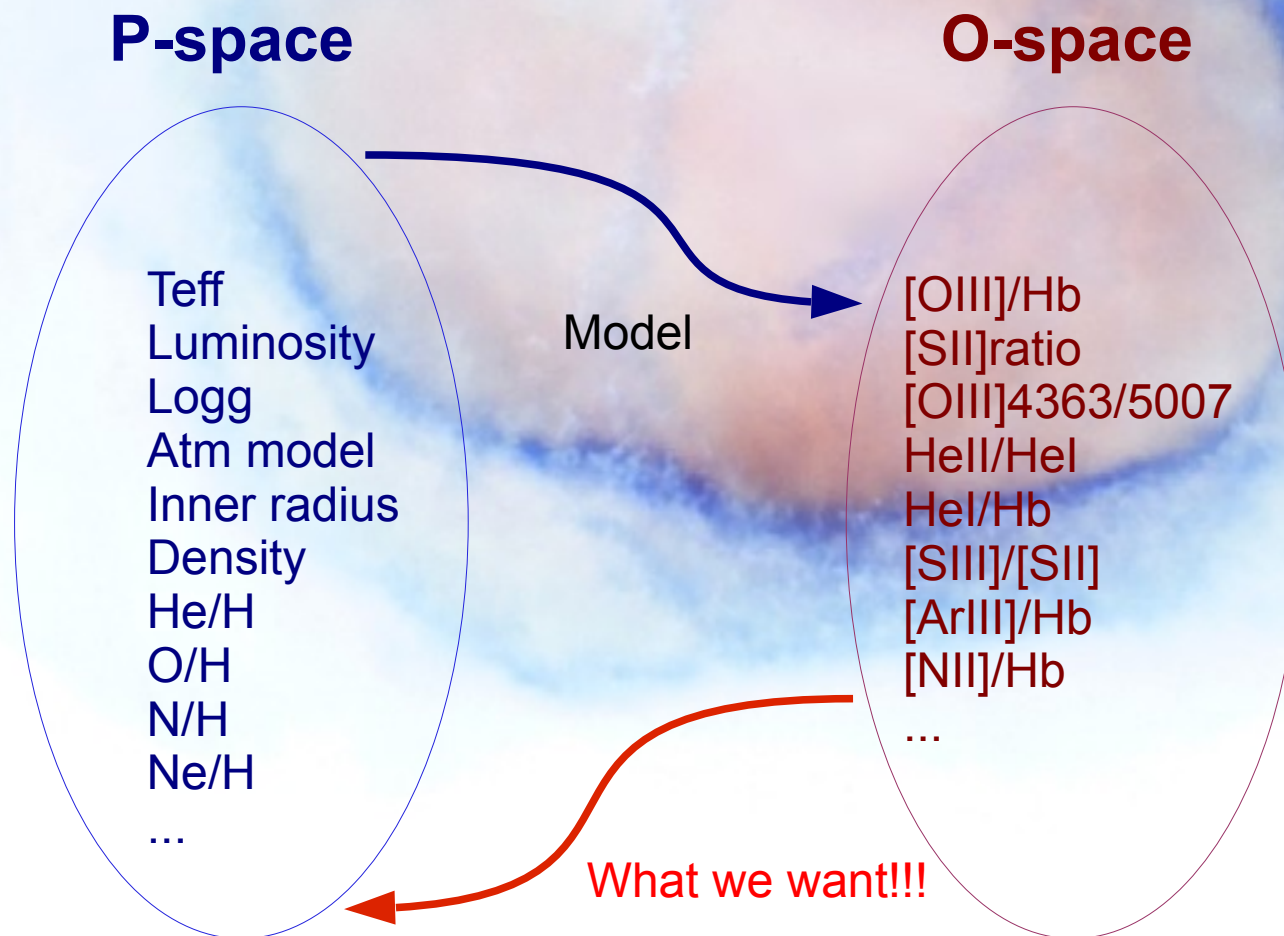 P-space
O-space
Teff
Luminosity
Logg
Atm model
Inner radius
Density
He/H
O/H
N/H
Ne/H
...
Model
[OIII]/Hb
[SII]ratio
[OIII]4363/5007
HeII/HeI
HeI/Hb
[SIII]/[SII]
[ArIII]/Hb
[NII]/Hb
...
What we want!!!